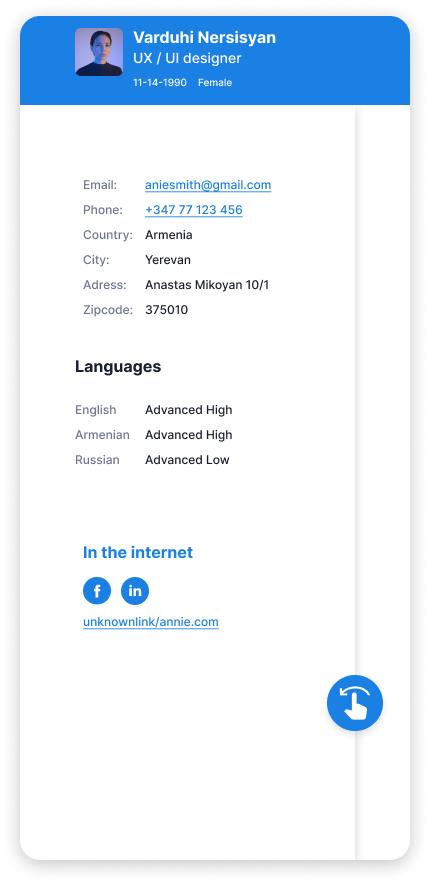 Varduhi Nersisyan
UX / UI designer
11-14-1990 Female
Email: aniesmith@gmail.com
Phone: +347 77 123 456
Country: Armenia
City: Yerevan
Adress: Anastas Mikoyan 10/1
Zipcode: 375010
Languages
English Advanced High
Armenian Advanced High
Russian Advanced Low
In the internet
f in
unknownlink/annie.com